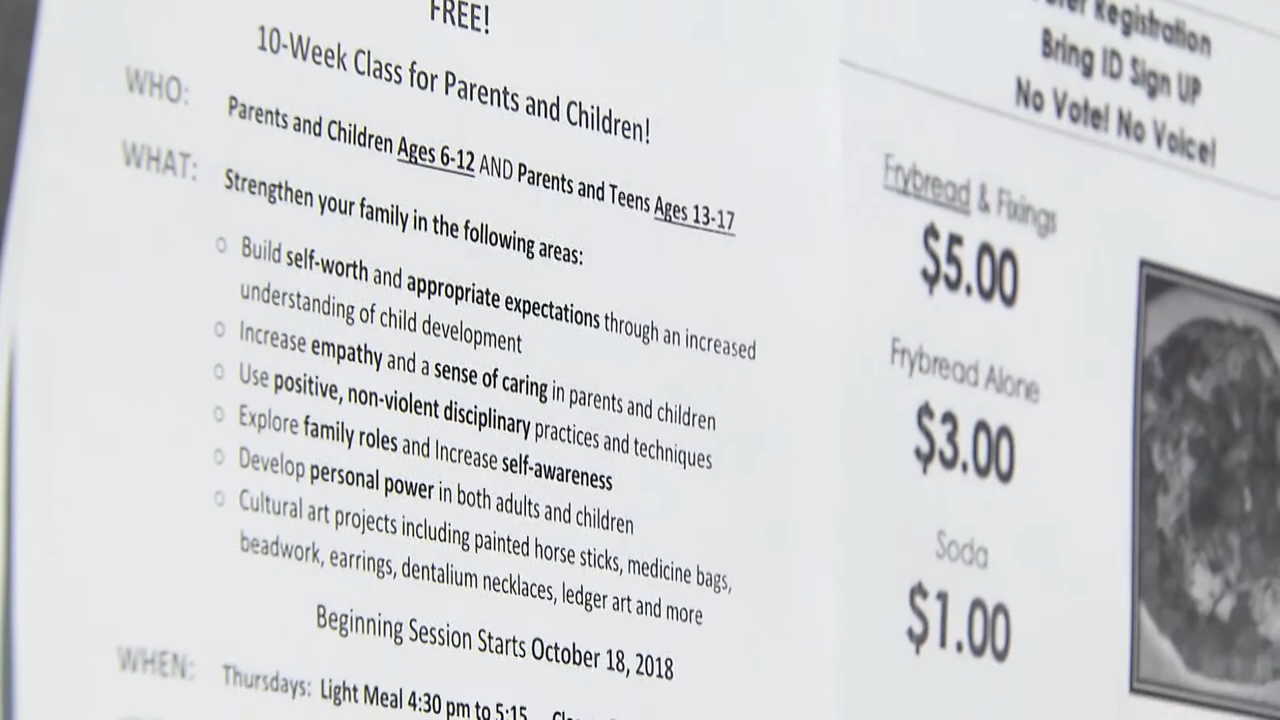 FREE!
10-Week Class for Parents and Children!
WHO:
Parents and Children Ages 6-12 AND Parents and Teens Ages 13-17
WHAT:
Strengthen your family in the following areas:
o Build self-worth and appropriate expectations through an increased
understanding of child development
o Increase empathy and a sense of caring in parents and children
o Use positive, non-violent disciplinary practices and techniques
o Explore family roles and Increase self-awareness
o Develop personal power in both adults and children
o Cultural art projects including painted horse sticks, medicine bags,
beadwork, earrings, dentalium necklaces, ledger art and more
Beginning Session Starts October 18, 2018
WHEN:
Thursdays: Light Meal 4:30 pm to 5:15
Registration
Bring ID Sign UP
No Vote! No Voice!
Frybread & Fixings
$5.00
Frybread Alone
$3.00
Soda
$1.00